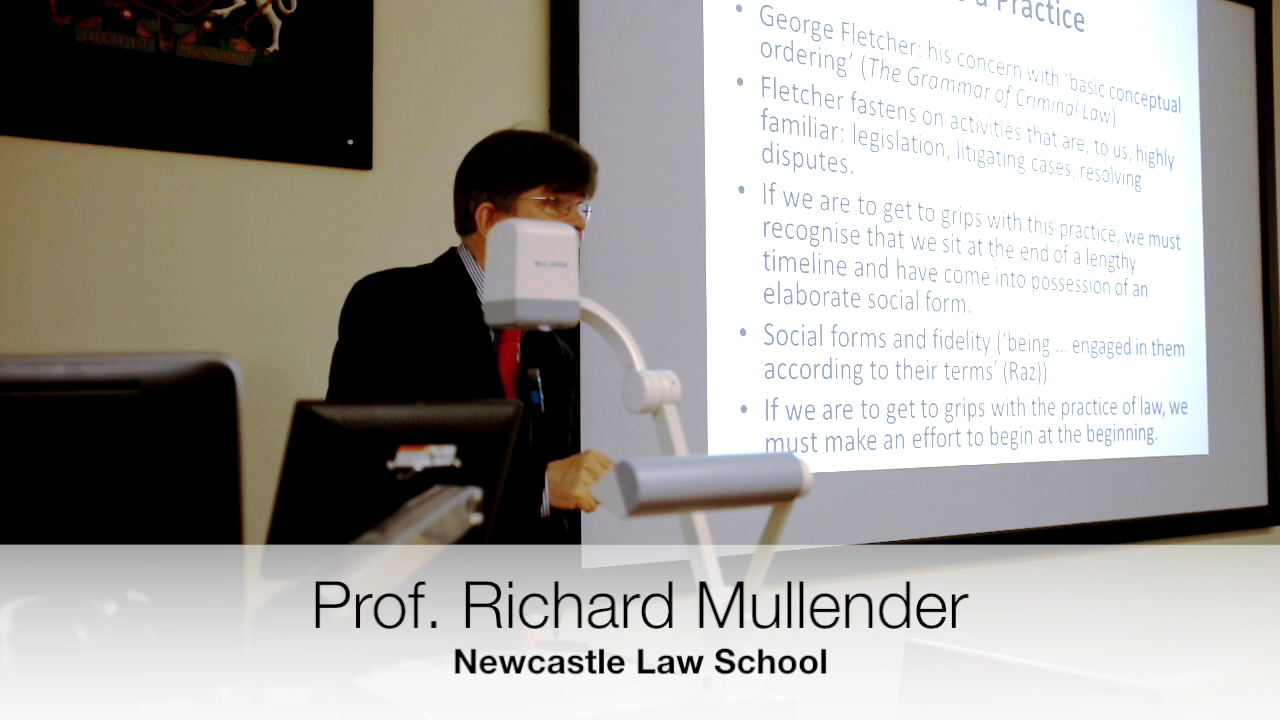 DIEU ET MON DROIT
a Practice
• George Fletcher: his concern with 'basic conceptual
ordering' (The Grammar of Criminal Law)
• Fletcher fastens on activities that are, to us, highly
familiar: legislation, litigating cases, resolving
disputes.
• If we are to get to grips with this practice, we must
recognise that we sit at the end of a lengthy
timeline and have come into possession of an
elaborate social form.
• Social forms and fidelity ('being ... engaged in them
according to their terms' (Raz))
• If we are to get to grips with the practice of law, we
must make an effort to begin at the beginning.
Prof. Richard Mullender
Newcastle Law School